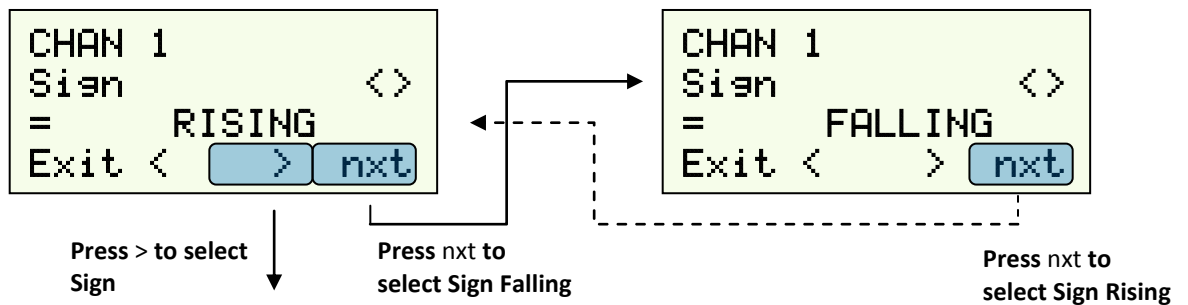 CHAN 1
Sign <>
= RISING
Exit < > nxt
CHAN 1
Sign <>
= FALLING
Exit < > nxt
Press > to select
Sign
Press nxt to
select Sign Falling
Press nxt to
select Sign Rising